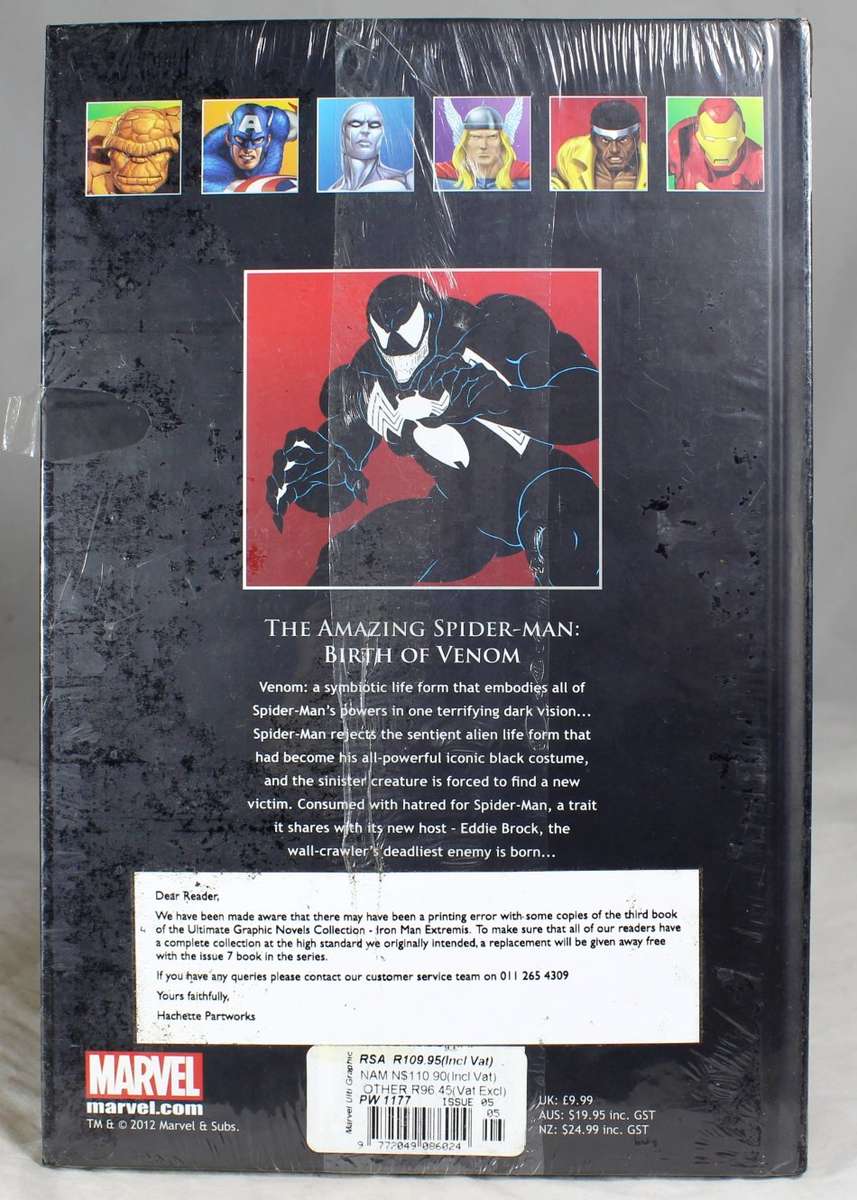 THE AMAZING SPIDER-MAN:
BIRTH OF VENOM
Venom: a symbiotic life form that embodies all of
Spider-Man's powers in one terrifying dark vision...
Spider-Man rejects the sentient alien life form that
had become his all-powerful iconic black costume,
and the sinister creature is forced to find a new
victim. Consumed with hatred for Spider-Man, a trait
it shares with its new host - Eddie Brock, the
wall-crawler's deadliest enemy is born...
Dear Reader,
We have been made aware that there may have been a printing error with some copies of the third book
of the Ultimate Graphic Novels Collection - Iron Man Extremis. To make sure that all of our readers have
a complete collection at the high standard we originally intended, a replacement will be given away free
with the issue 7 book in the series.
If you have any queries please contact our customer service team on 011 265 4309
Yours faithfully,
Hachette Partworks
MARVEL
marvel.com
TM & © 2012 Marvel & Subs.
Marvel Ulti Graphic
RSA R109.95(Incl Vat)
NAM N$110 90(Incl Vat)
OTHER R96 45(Vat Excl)
PW 1177 ISSUE 05
05
9 772049 086024
UK: £9.99
AUS: $19.95 inc. GST
NZ: $24.99 inc. GST